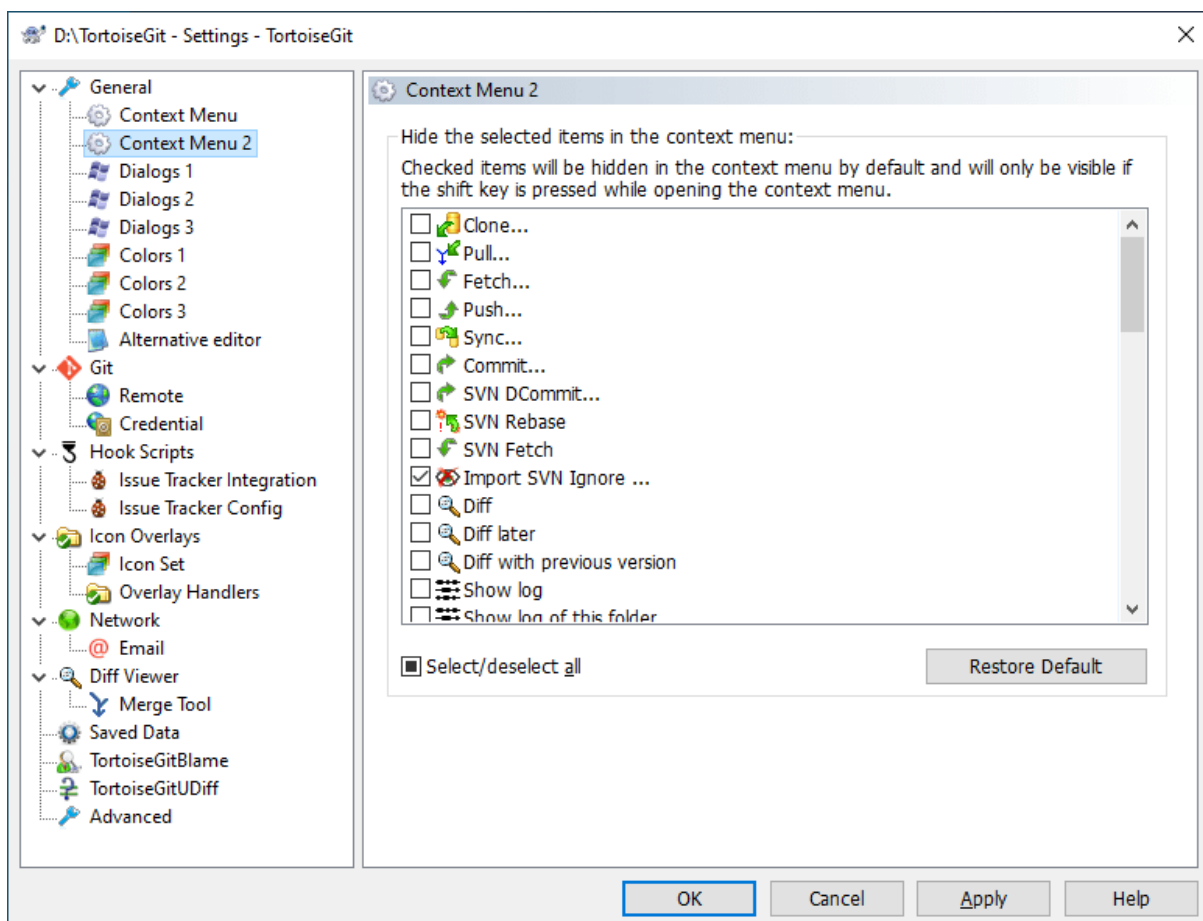 D:\TortoiseGit - Settings - TortoiseGit
General
Context Menu
Context Menu 2
Dialogs 1
Dialogs 2
Dialogs 3
Colors 1
Colors 2
Colors 3
Alternative editor
Git
Remote
Credential
Hook Scripts
Issue Tracker Integration
Issue Tracker Config
Icon Overlays
Icon Set
Overlay Handlers
Network
Email
Diff Viewer
Merge Tool
Saved Data
TortoiseGitBlame
TortoiseGitUDiff
Advanced
Context Menu 2
Hide the selected items in the context menu:
Checked items will be hidden in the context menu by default and will only be visible if
the shift key is pressed while opening the context menu.
Clone...
Pull...
Fetch...
Push...
Sync...
Commit...
SVN DCommit...
SVN Rebase
SVN Fetch
Import SVN Ignore ...
Diff
Diff later
Diff with previous version
Show log
Show log of this folder
Select/deselect all
Restore Default
OK
Cancel
Apply
Help